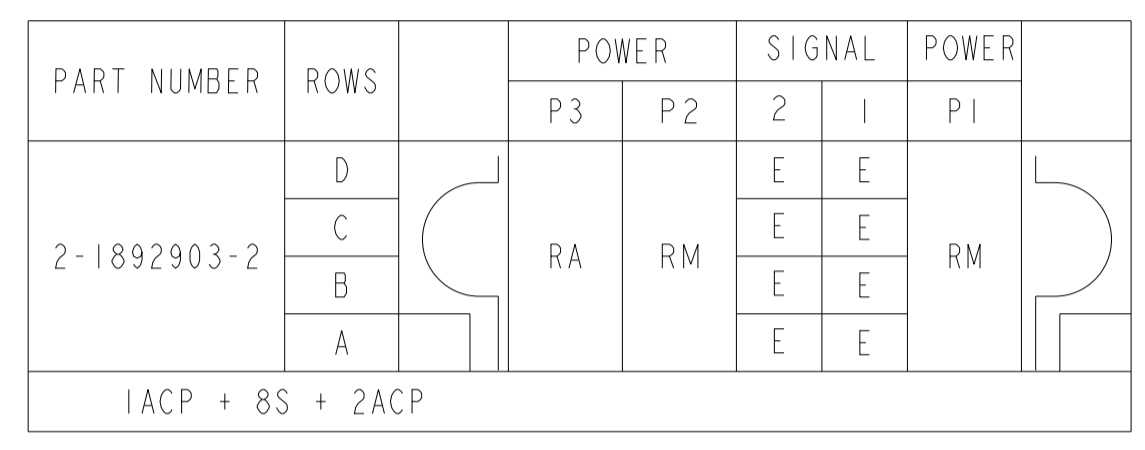 PART NUMBER ROWS POWER SIGNAL POWER
P3 P2 2 1 P1
2-1892903-2 D E E
C E E
RA RM RM
B E E
A E E
1ACP + 8S + 2ACP